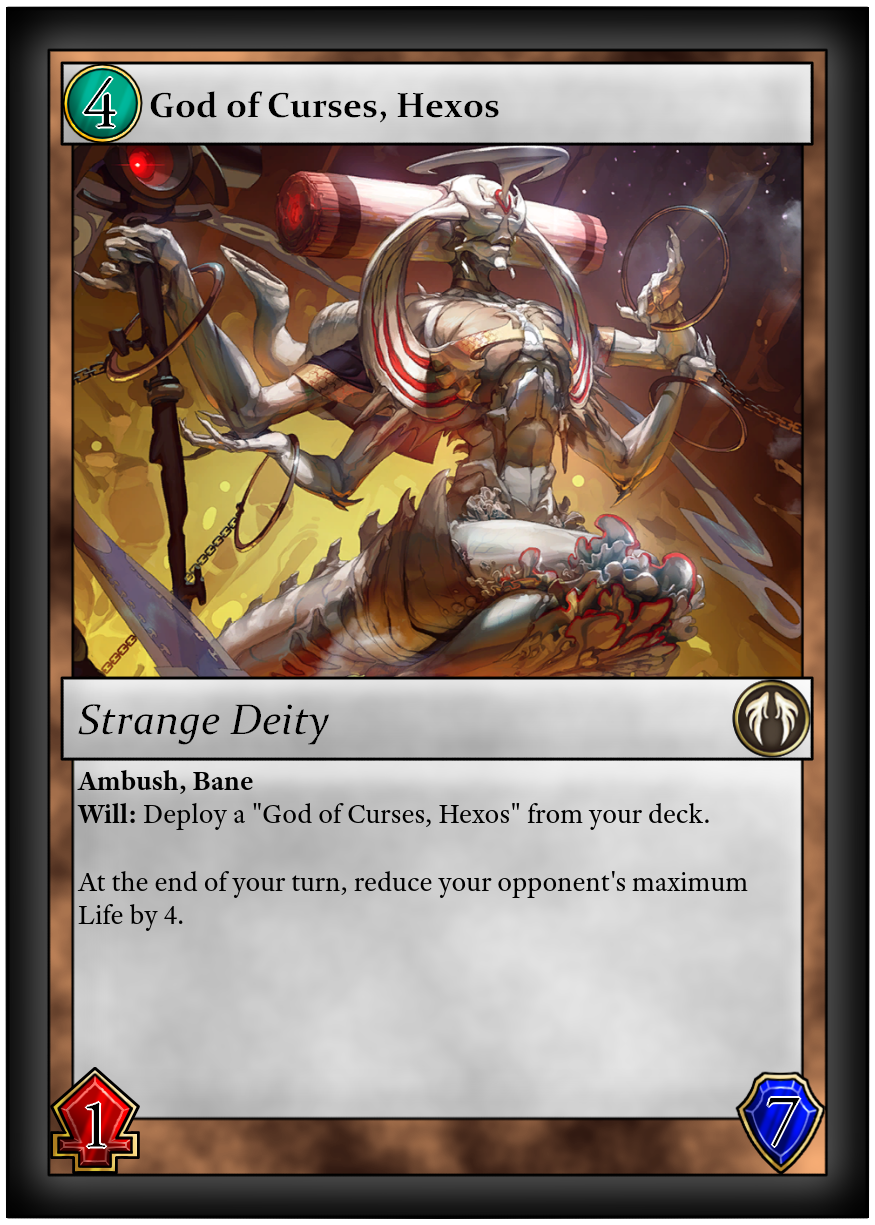 4
God of Curses, Hexos
Strange Deity
Ambush, Bane
Will: Deploy a "God of Curses, Hexos" from your deck.
At the end of your turn, reduce your opponent's maximum
Life by 4.
1
7